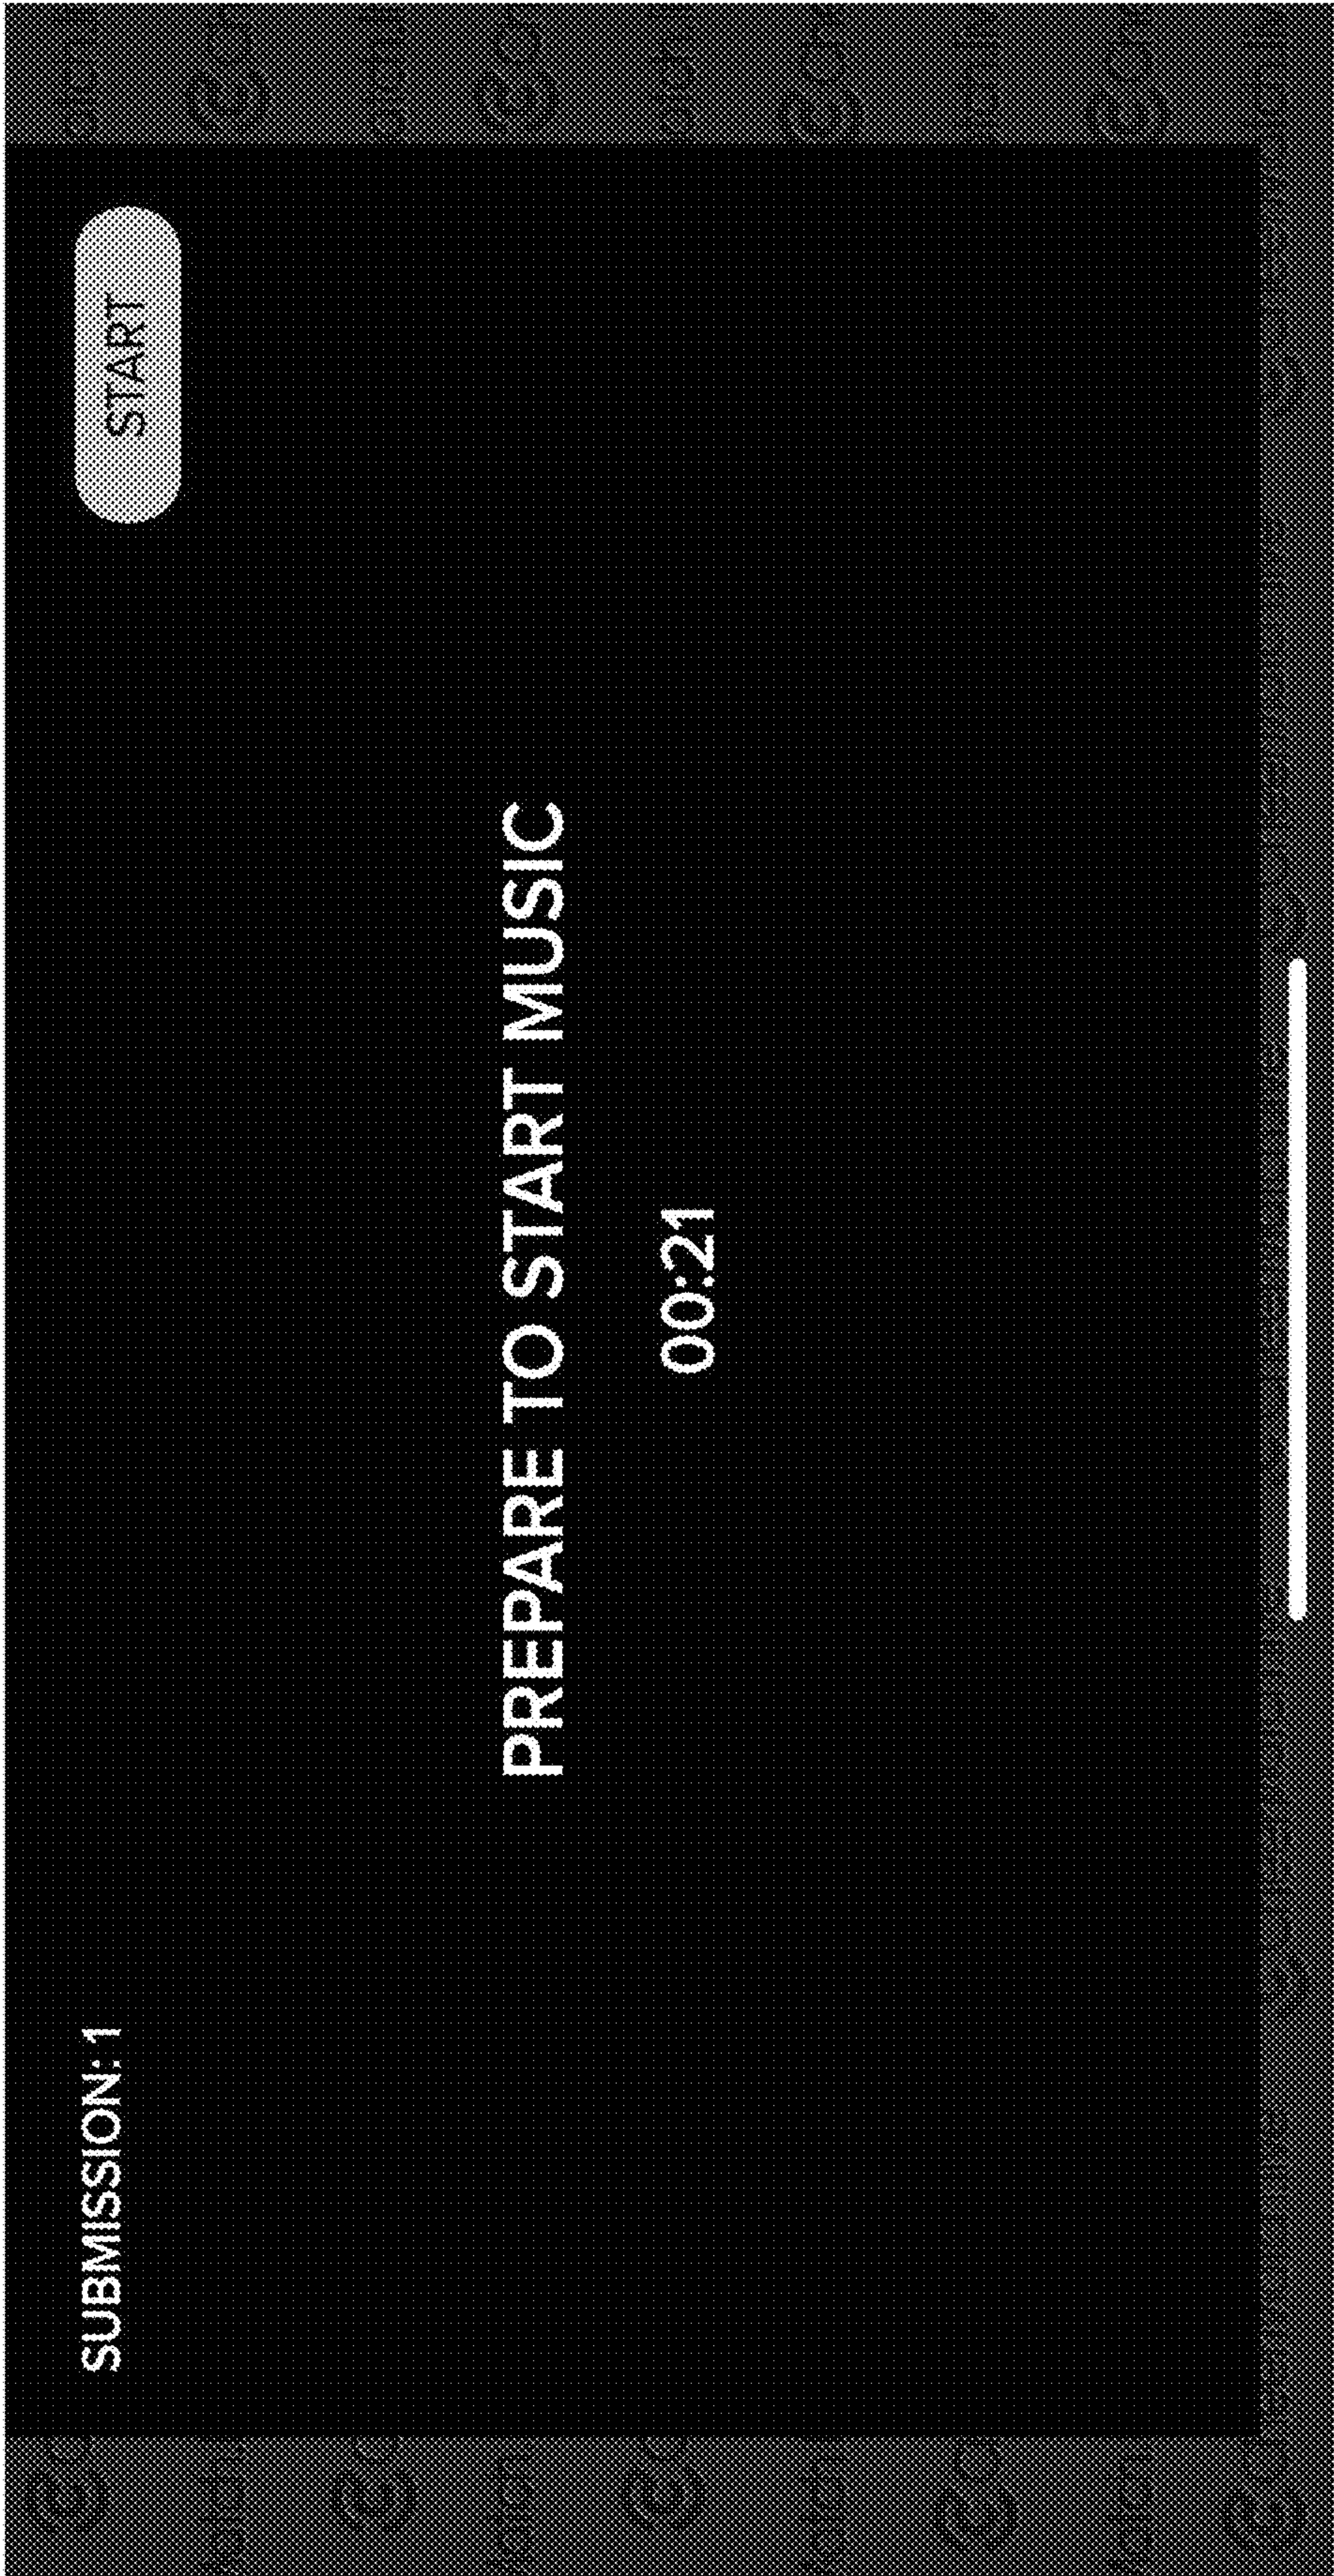 SUBMISSION: 1
START
PREPARE TO START MUSIC
00:21